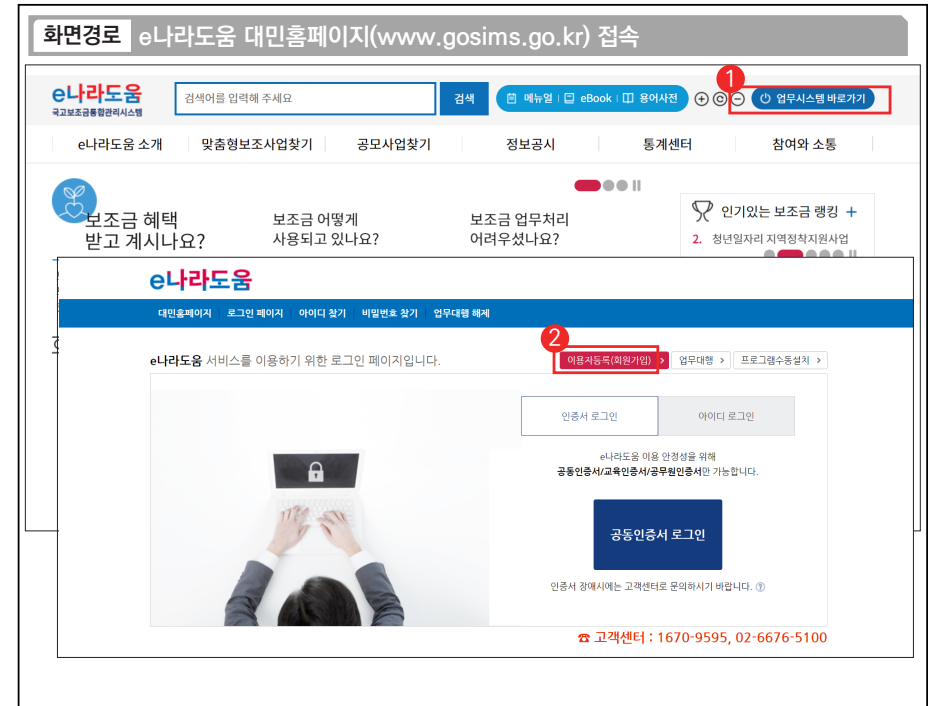 화면경로 e나라도움 대민홈페이지(www.gosims.go.kr) 접속
1
e나라도움
국고보조금통합관리시스템
검색어를 입력해 주세요
검색
메뉴얼 | eBook | 용어사전
업무시스템 바로가기
e나라도움 소개 맞춤형보조사업찾기 공모사업찾기 정보공시 통계센터 참여와 소통
보조금 혜택
받고 계시나요?
보조금 어떻게
사용되고 있나요?
보조금 업무처리
어려우셨나요?
인기있는 보조금 랭킹 +
2. 청년일자리 지역정착지원사업
e나라도움
대민홈페이지 로그인 페이지 아이디 찾기 비밀번호 찾기 업무대행 해제
2
e나라도움 서비스를 이용하기 위한 로그인 페이지입니다.
이용자등록(회원가입) > 업무대행 > 프로그램수동설치 >
인증서 로그인 아이디 로그인
e나라도움 이용 안정성을 위해
공동인증서/교육인증서/공무원인증서만 가능합니다.
공동인증서 로그인
인증서 장애시에는 고객센터로 문의하시기 바랍니다. ?
☎ 고객센터 : 1670-9595, 02-6676-5100